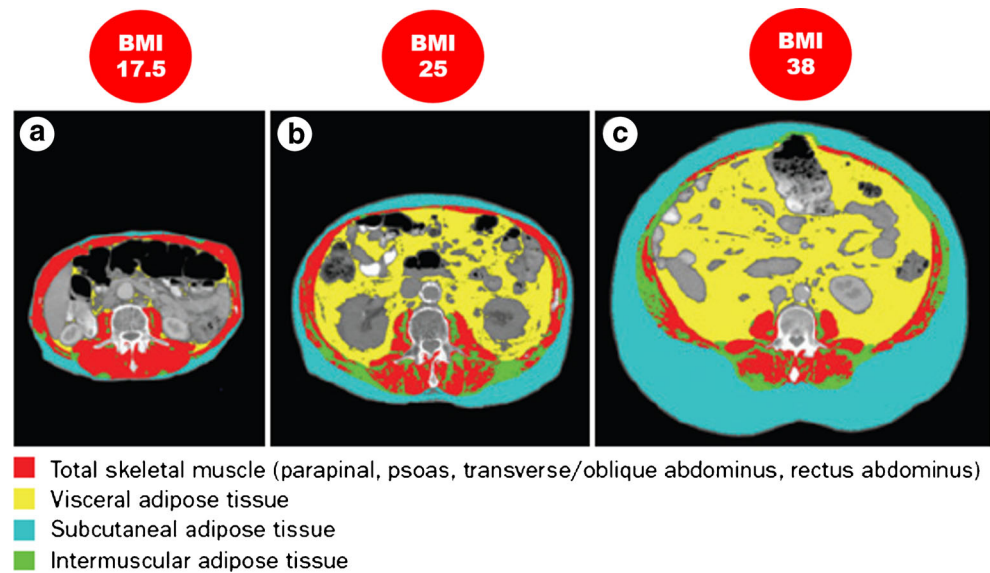 BMI
17.5
BMI
25
BMI
38
a
b
c
Total skeletal muscle (parapinal, psoas, transverse/oblique abdominus, rectus abdominus)
Visceral adipose tissue
Subcutaneal adipose tissue
Intermuscular adipose tissue